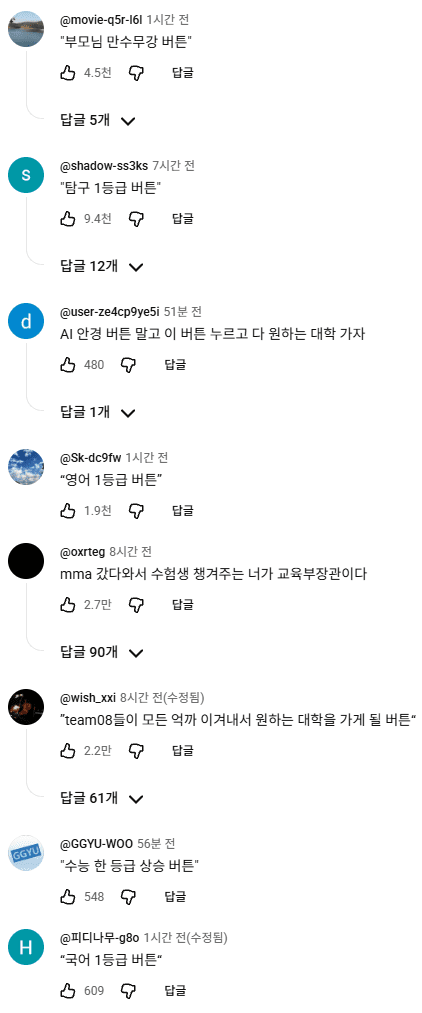 @movie-q5r-l6l 1시간 전
"부모님 만수무강 버튼"
4.5천 답글
답글 5개
S
@shadow-ss3ks 7시간 전
"탐구 1등급 버튼"
9.4천 답글
답글 12개
d
@user-ze4cp9ye5i 51분 전
AI 안경 버튼 말고 이 버튼 누르고 다 원하는 대학 가자
480 답글
답글 1개
@Sk-dc9fw 1시간 전
“영어 1등급 버튼”
1.9천 답글
@oxrteg 8시간 전
mma 갔다와서 수험생 챙겨주는 너가 교육부장관이다
2.7만 답글
답글 90개
@wish_xxi 8시간 전(수정됨)
”team08들이 모든 억까 이겨내서 원하는 대학을 가게 될 버튼“
2.2만 답글
답글 61개
GGYU
@GGYU-WOO 56분 전
"수능 한 등급 상승 버튼"
548 답글
H
@피디나무-g8o 1시간 전(수정됨)
“국어 1등급 버튼“
609 답글